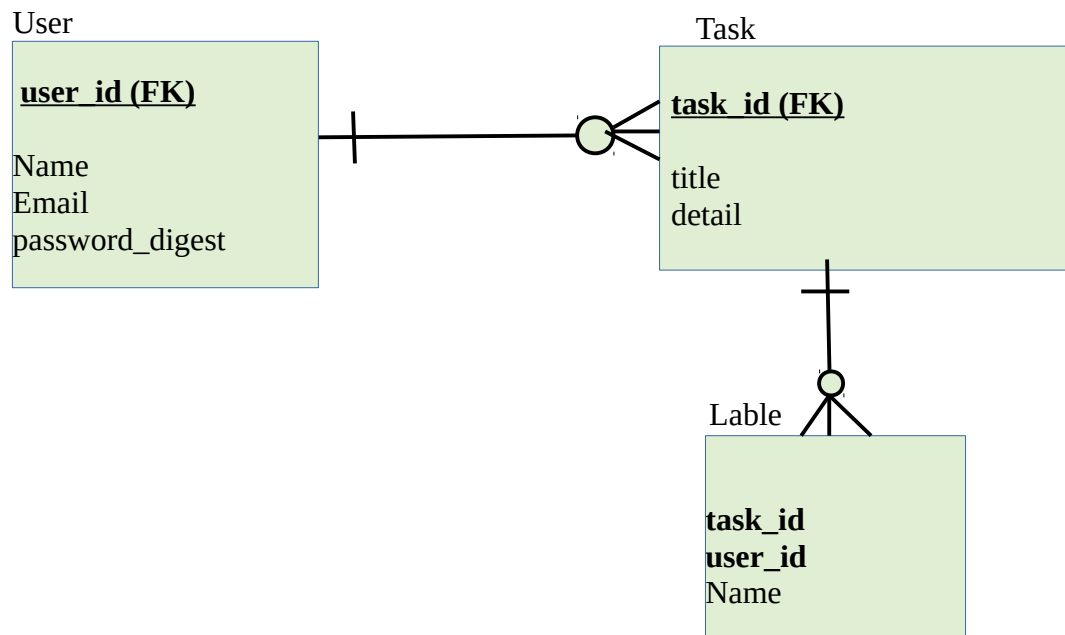 User
user_id (FK)
Name
Email
password_digest
Task
task_id (FK)
title
detail
Lable
task_id
user_id
Name